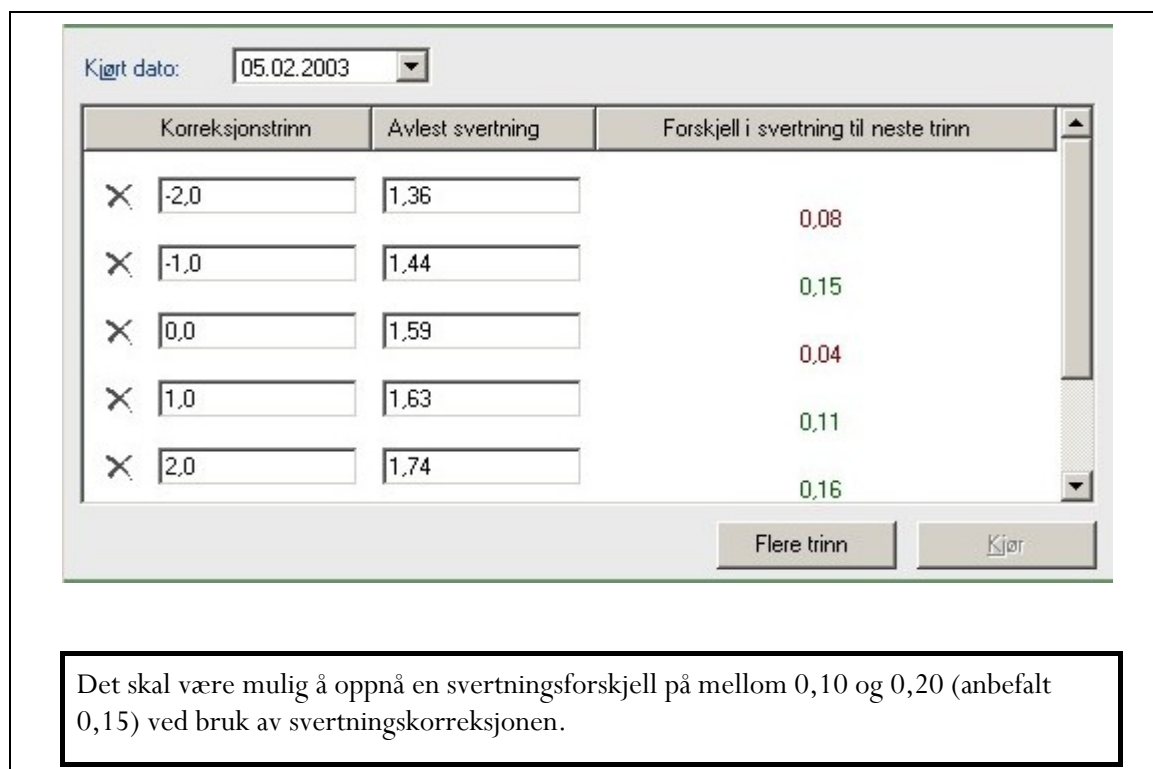 Kjørt dato: 05.02.2003
Korreksjonstrinn Avlest svertning Forskjell i svertning til neste trinn
-2,0 1,36
0,08
-1,0 1,44
0,15
0,0 1,59
0,04
1,0 1,63
0,11
2,0 1,74
0,16
Flere trinn Kjør
Det skal være mulig å oppnå en svertningsforskjell på mellom 0,10 og 0,20 (anbefalt
0,15) ved bruk av svertningskorreksjonen.